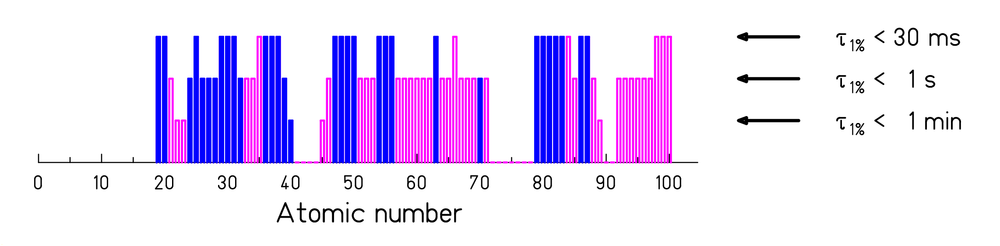 τ1% < 30 ms
τ1% < 1 s
τ1% < 1 min
0 10 20 30 40 50 60 70 80 90 100
Atomic number